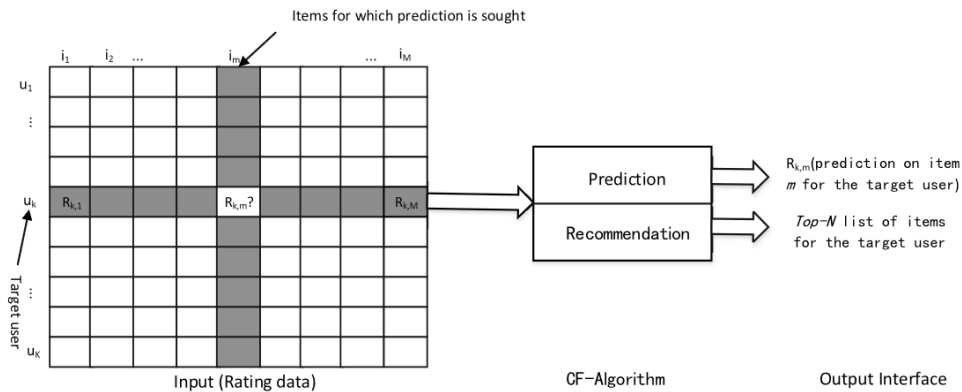 Items for which prediction is sought
i1 i2 ... im ... iM
u1
...
uk Rk,1 Rk,m? Rk,M
Target user
...
uK
Input (Rating data)
Prediction
Recommendation
CF-Algorithm
Rk,m(prediction on item
m for the target user)
Top-N list of items
for the target user
Output Interface